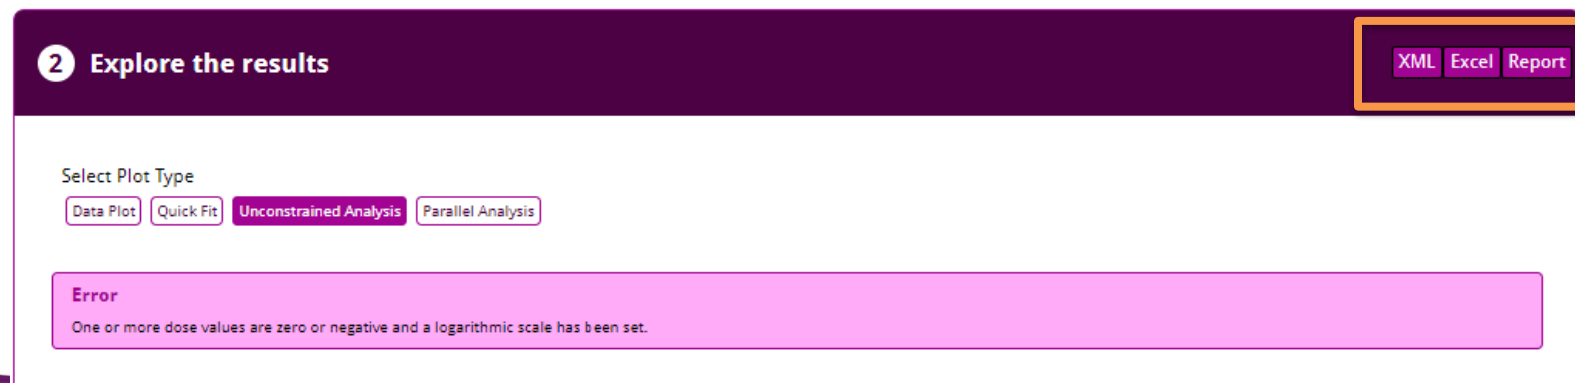 2 Explore the results
XML Excel Report
Select Plot Type
Data Plot Quick Fit Unconstrained Analysis Parallel Analysis
Error
One or more dose values are zero or negative and a logarithmic scale has been set.